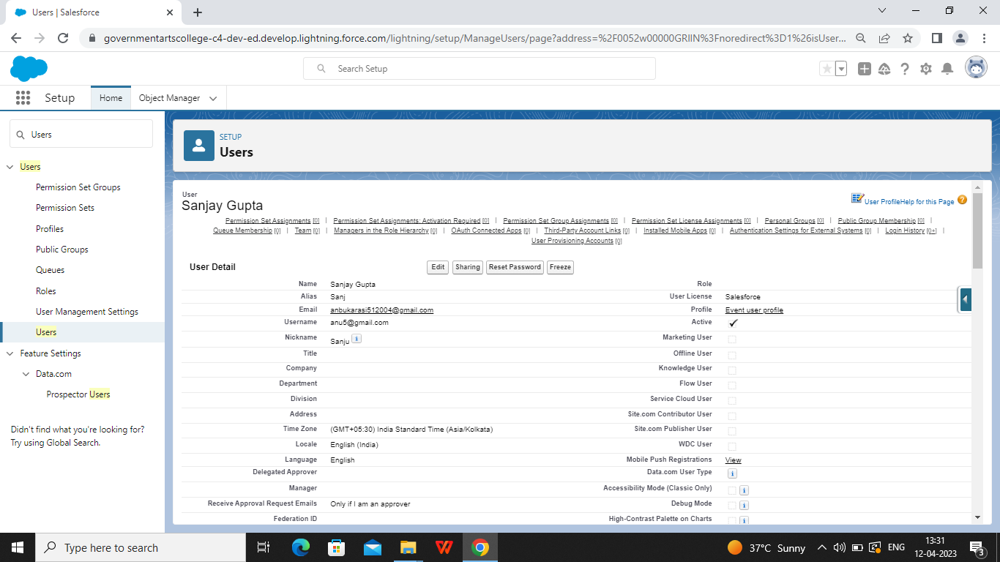 Users | Salesforce
governmentartscollege-c4-dev-ed.develop.lightning.force.com/lightning/setup/ManageUsers/page?address=%2F0052w00000GRIIN%3Fnoredirect%3D1%26isUser...
Search Setup
Setup
Home
Object Manager
Users
Users
Permission Set Groups
Permission Sets
Profiles
Public Groups
Queues
Roles
User Management Settings
Users
Feature Settings
Data.com
Prospector Users
Didn't find what you're looking for?
Try using Global Search.
SETUP
Users
User
Sanjay Gupta
User Profile Help for this Page
Permission Set Assignments [0] | Permission Set Assignments: Activation Required [0] | Permission Set Group Assignments [0] | Permission Set License Assignments [0] | Personal Groups [0] | Public Group Membership [0] |
Queue Membership [0] | Team [0] | Managers in the Role Hierarchy [0] | OAuth Connected Apps [0] | Third-Party Account Links [0] | Installed Mobile Apps [0] | Authentication Settings for External Systems [0] | Login History [0+] |
User Provisioning Accounts [0]
User Detail Edit Sharing Reset Password Freeze
Name Sanjay Gupta Role
Alias Sanj User License Salesforce
Email anbukarasi512004@gmail.com Profile Event user profile
Username anu5@gmail.com Active
Nickname Sanju Marketing User
Title Offline User
Company Knowledge User
Department Flow User
Division Service Cloud User
Address Site.com Contributor User
Time Zone (GMT+05:30) India Standard Time (Asia/Kolkata) Site.com Publisher User
Locale English (India) WDC User
Language English Mobile Push Registrations View
Delegated Approver Data.com User Type
Manager Accessibility Mode (Classic Only)
Receive Approval Request Emails Only if I am an approver Debug Mode
Federation ID High-Contrast Palette on Charts
Type here to search
37°C Sunny
ENG
13:31
12-04-2023
3